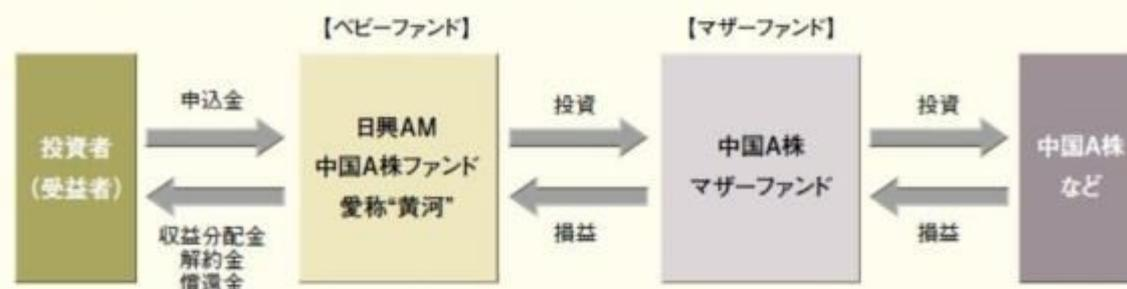 【ベビーファンド】
【マザーファンド】
投資者
（受益者）
申込金
収益分配金
解約金
償還金
日興AM
中国A株ファンド
愛称“黄河”
投資
損益
中国A株
マザーファンド
投資
損益
中国A株
など